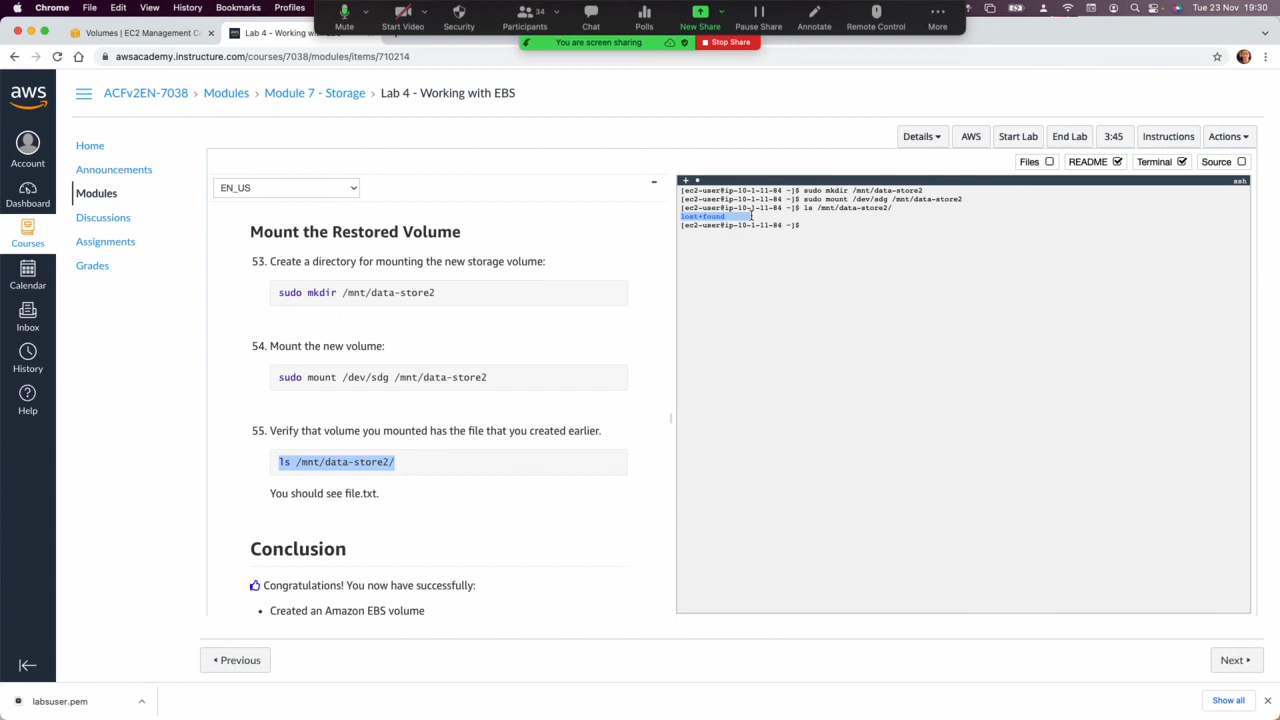 Chrome File Edit View History Bookmarks Profiles
Tue 23
Mute
Start Video
Security
34
Participants
Chat
Polls
New Share
Pause Share
Annotate
Remote Control
More
You are screen sharing
Stop Share
Lab 4 - Working with
awsacademy.instructure.com/courses/7038/modules/items/710214
aws
Account
Dashboard
Courses
Calendar
Inbox
History
Help
ACFv2EN-7038 > Modules > Module 7 - Storage > Lab 4 - Working with EBS
Home
Announcements
Modules
Discussions
Assignments
Grades
Details
AWS
Start Lab
End Lab
3:45
Instructions
Actions
Files
README
Terminal
Source
EN_US
Mount the Restored Volume
53. Create a directory for mounting the new storage volume:
sudo mkdir /mnt/data-store2
54. Mount the new volume:
sudo mount /dev/sdg /mnt/data-store2
55. Verify that volume you mounted has the file that you created earlier.
ls /mnt/data-store2/
You should see file.txt.
Conclusion
Congratulations! You now have successfully:
• Created an Amazon EBS volume
ssh
[ec2-user@ip-10-1-11-84 ~]$ sudo mkdir /mnt/data-store2
[ec2-user@ip-10-1-11-84 ~]$ sudo mount /dev/sdg /mnt/data-store2
[ec2-user@ip-10-1-11-84 ~]$ ls /mnt/data-store2/
lost+found
[ec2-user@ip-10-1-11-84 ~]$
Previous
Next
labsuser.pem
Show all